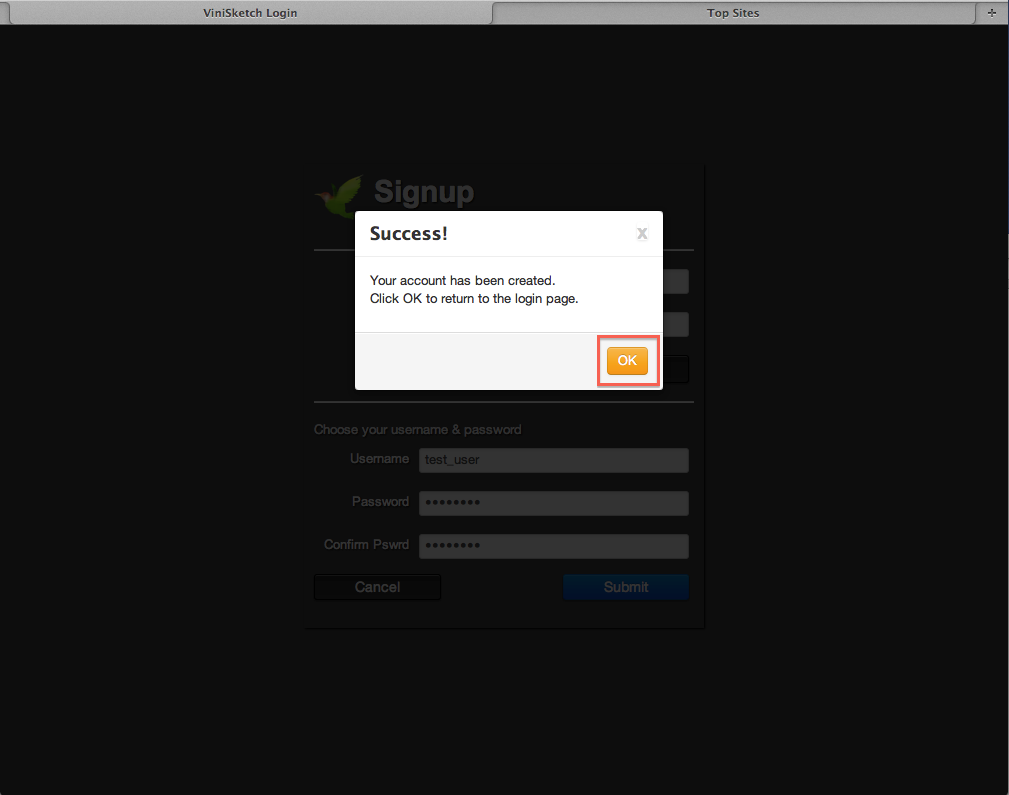 ViniSketch Login
Top Sites
Signup
Success!
Your account has been created.
Click OK to return to the login page.
OK
Choose your username & password
Username test_user
Password ••••••••
Confirm Pswrd ••••••••
Cancel Submit